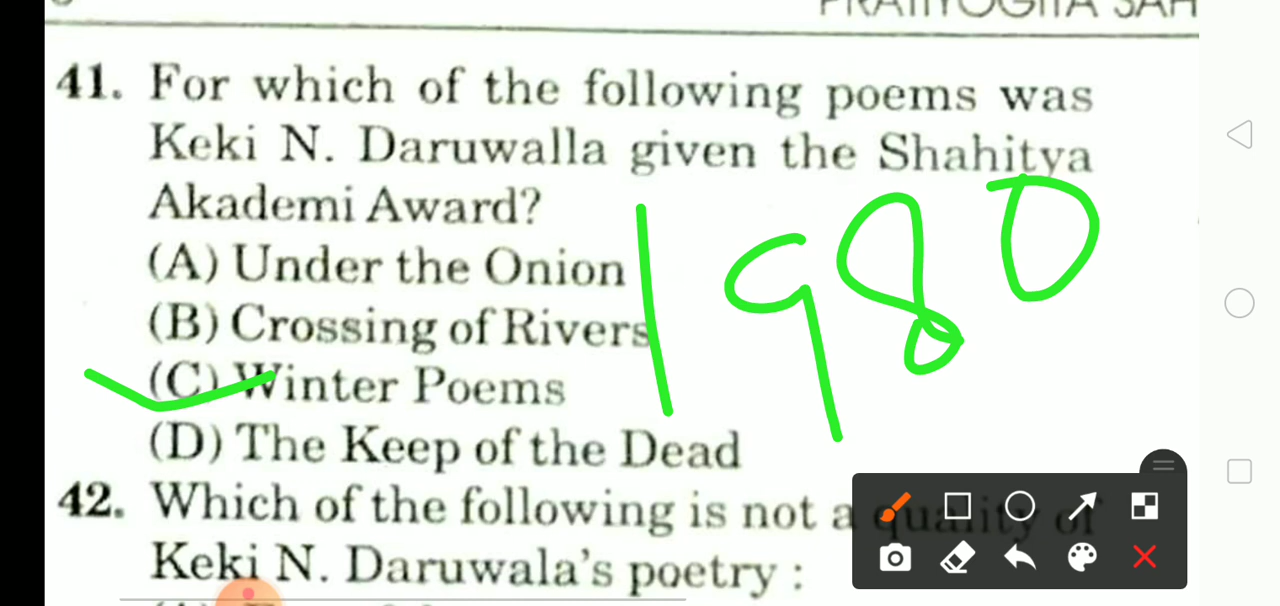 41. For which of the following poems was
Keki N. Daruwalla given the Shahitya
Akademi Award?
1980
(A) Under the Onion
(B) Crossing of Rivers
(C) Winter Poems
(D) The Keep of the Dead
42. Which of the following is not a quality of
Keki N. Daruwala's poetry :